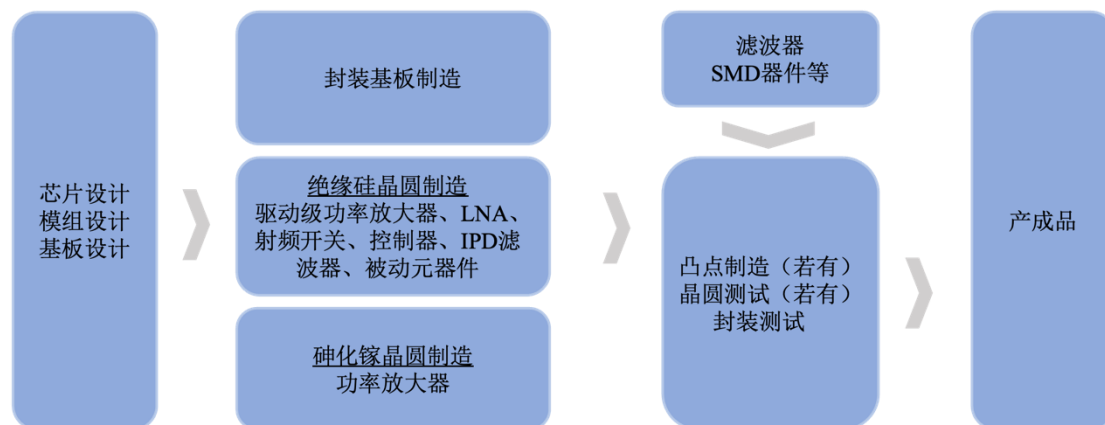 芯片设计
模组设计
基板设计
封装基板制造
绝缘硅晶圆制造
驱动级功率放大器、LNA、
射频开关、控制器、IPD滤
波器、被动元器件
砷化镓晶圆制造
功率放大器
滤波器
SMD器件等
凸点制造（若有）
晶圆测试（若有）
封装测试
产成品